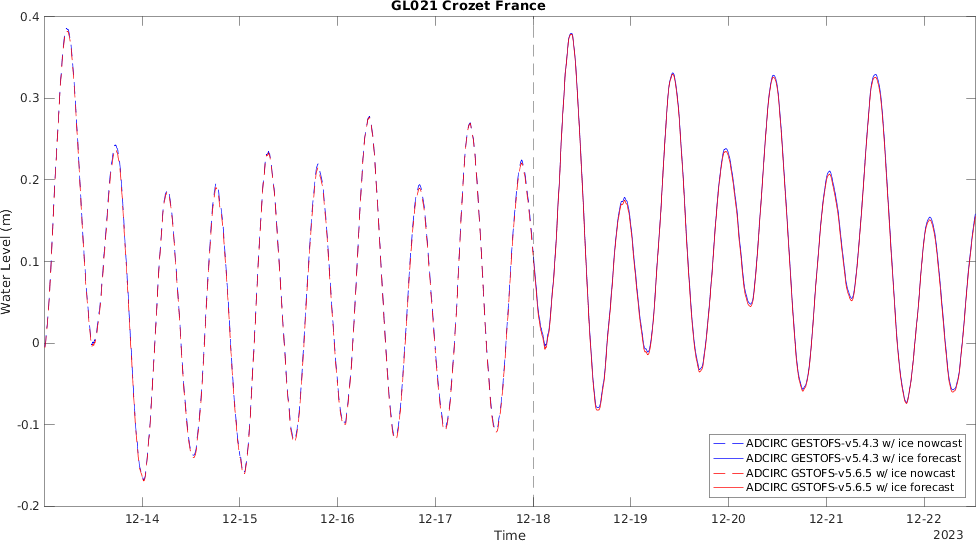 GL021 Crozet France
Water Level (m)
0.4
0.3
0.2
0.1
0
-0.1
-0.2
ADCIRC GESTOFS-v5.4.3 w/ ice nowcast
ADCIRC GESTOFS-v5.4.3 w/ ice forecast
ADCIRC GSTOFS-v5.6.5 w/ ice nowcast
ADCIRC GSTOFS-v5.6.5 w/ ice forecast
12-14 12-15 12-16 12-17 12-18 12-19 12-20 12-21 12-22
Time
2023